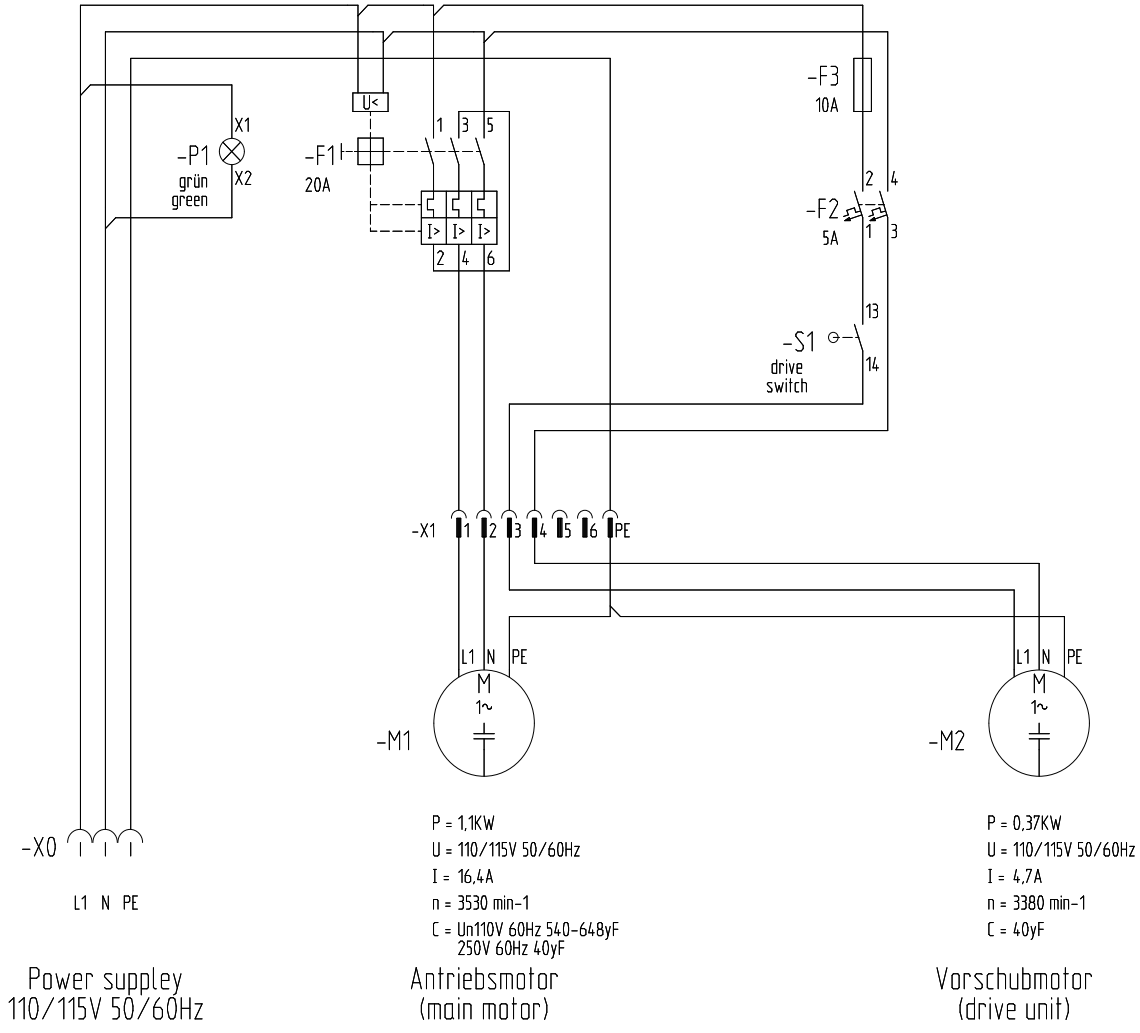 -F3
10A
U<
X1
1 3 5
-P1
-F1
grün
green
X2
20A
2 4
-F2
5A
1 3
I> I> I>
2 4 6
13
-S1
14
drive
switch
-X1 1 2 3 4 5 6 PE
L1 N PE
M
1~
-M1
L1 N PE
M
1~
-M2
-X0
L1 N PE
P = 1,1KW
U = 110/115V 50/60Hz
I = 16,4A
n = 3530 min-1
C = Un110V 60Hz 540-648yF
250V 60Hz 40yF
P = 0,37KW
U = 110/115V 50/60Hz
I = 4,7A
n = 3380 min-1
C = 40yF
Power suppley
110/115V 50/60Hz
Antriebsmotor
(main motor)
Vorschubmotor
(drive unit)